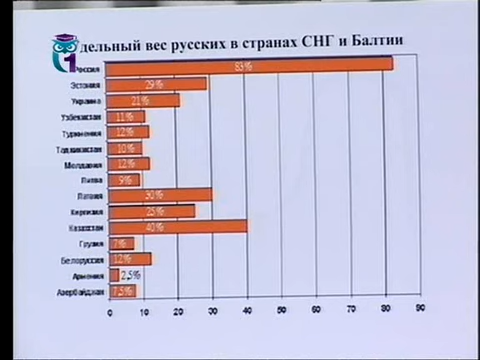 1
дельный вес русских в странах СНГ и Балтии
Россия 83%
Эстония 29%
Украина 21%
Узбекистан 11%
Туркмения 12%
Таджикистан 10%
Молдавия 12%
Литва 9%
Латвия 30%
Киргизия 25%
Казахстан 40%
Грузия 7%
Белоруссия 12%
Армения 2,5%
Азербайджан 7,5%
0 10 20 30 40 50 60 70 80 90